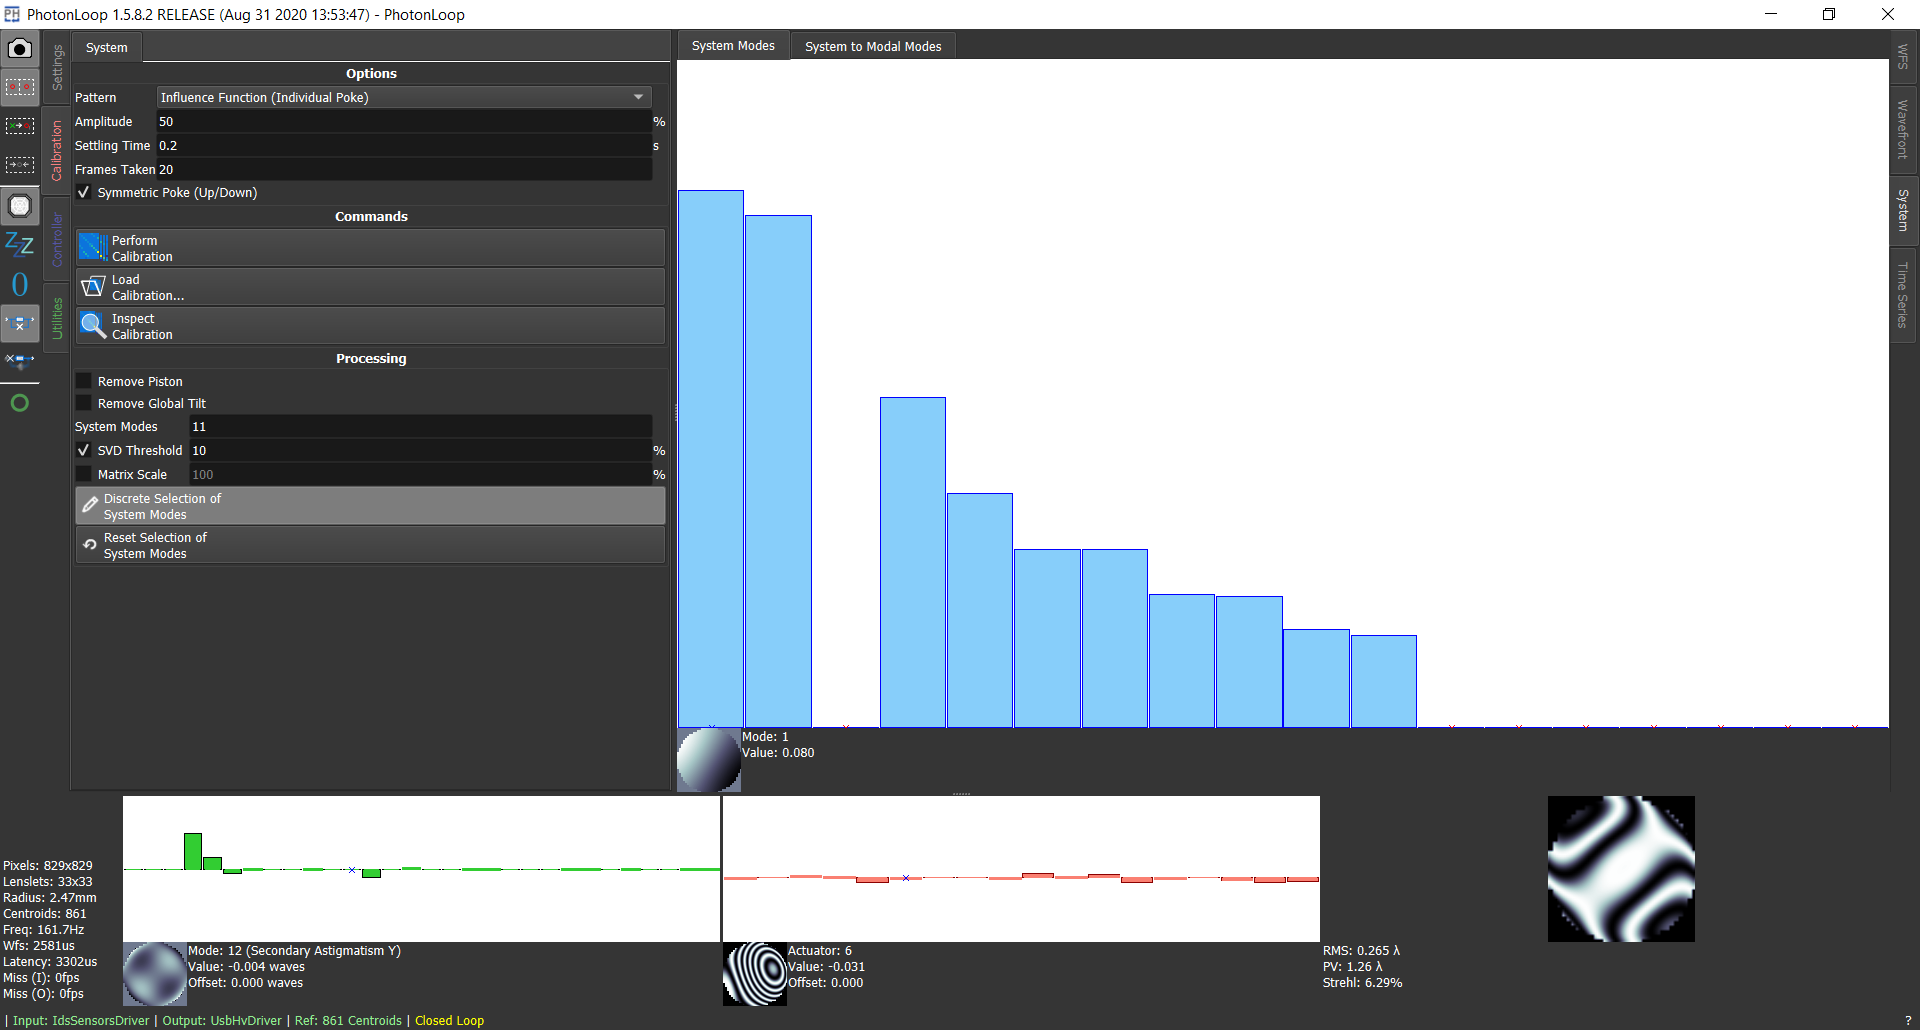 PhotonLoop 1.5.8.2 RELEASE (Aug 31 2020 13:53:47) - PhotonLoop
Settings
Calibration
Controller
Utilities
System
Options
Pattern Influence Function (Individual Poke)
Amplitude 50 %
Settling Time 0.2 s
Frames Taken 20
Symmetric Poke (Up/Down)
Commands
Perform
Calibration
Load
Calibration...
Inspect
Calibration
Processing
Remove Piston
Remove Global Tilt
System Modes 11
SVD Threshold 10 %
Matrix Scale 100 %
Discrete Selection of
System Modes
Reset Selection of
System Modes
System Modes
System to Modal Modes
Mode: 1
Value: 0.080
WFS
Wavefront
System
Time Series
Pixels: 829x829
Lenslets: 33x33
Radius: 2.47mm
Centroids: 861
Freq: 161.7Hz
Wfs: 2581us
Latency: 3302us
Miss (I): 0fps
Miss (O): 0fps
Mode: 12 (Secondary Astigmatism Y)
Value: -0.004 waves
Offset: 0.000 waves
Actuator: 6
Value: -0.031
Offset: 0.000
RMS: 0.265 λ
PV: 1.26 λ
Strehl: 6.29%
| Input: IdsSensorsDriver | Output: UsbHvDriver | Ref: 861 Centroids | Closed Loop
?